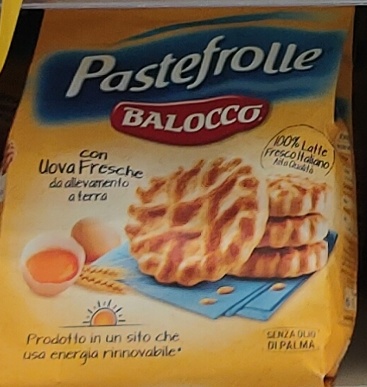 Pastefrolle
BALOCCO
con
Uova Fresche
da allevamento
a terra
100% Latte
Fresco Italiano
Alta Qualità
Prodotto in un sito che
usa energia rinnovabile*
SENZA OLIO
DI PALMA